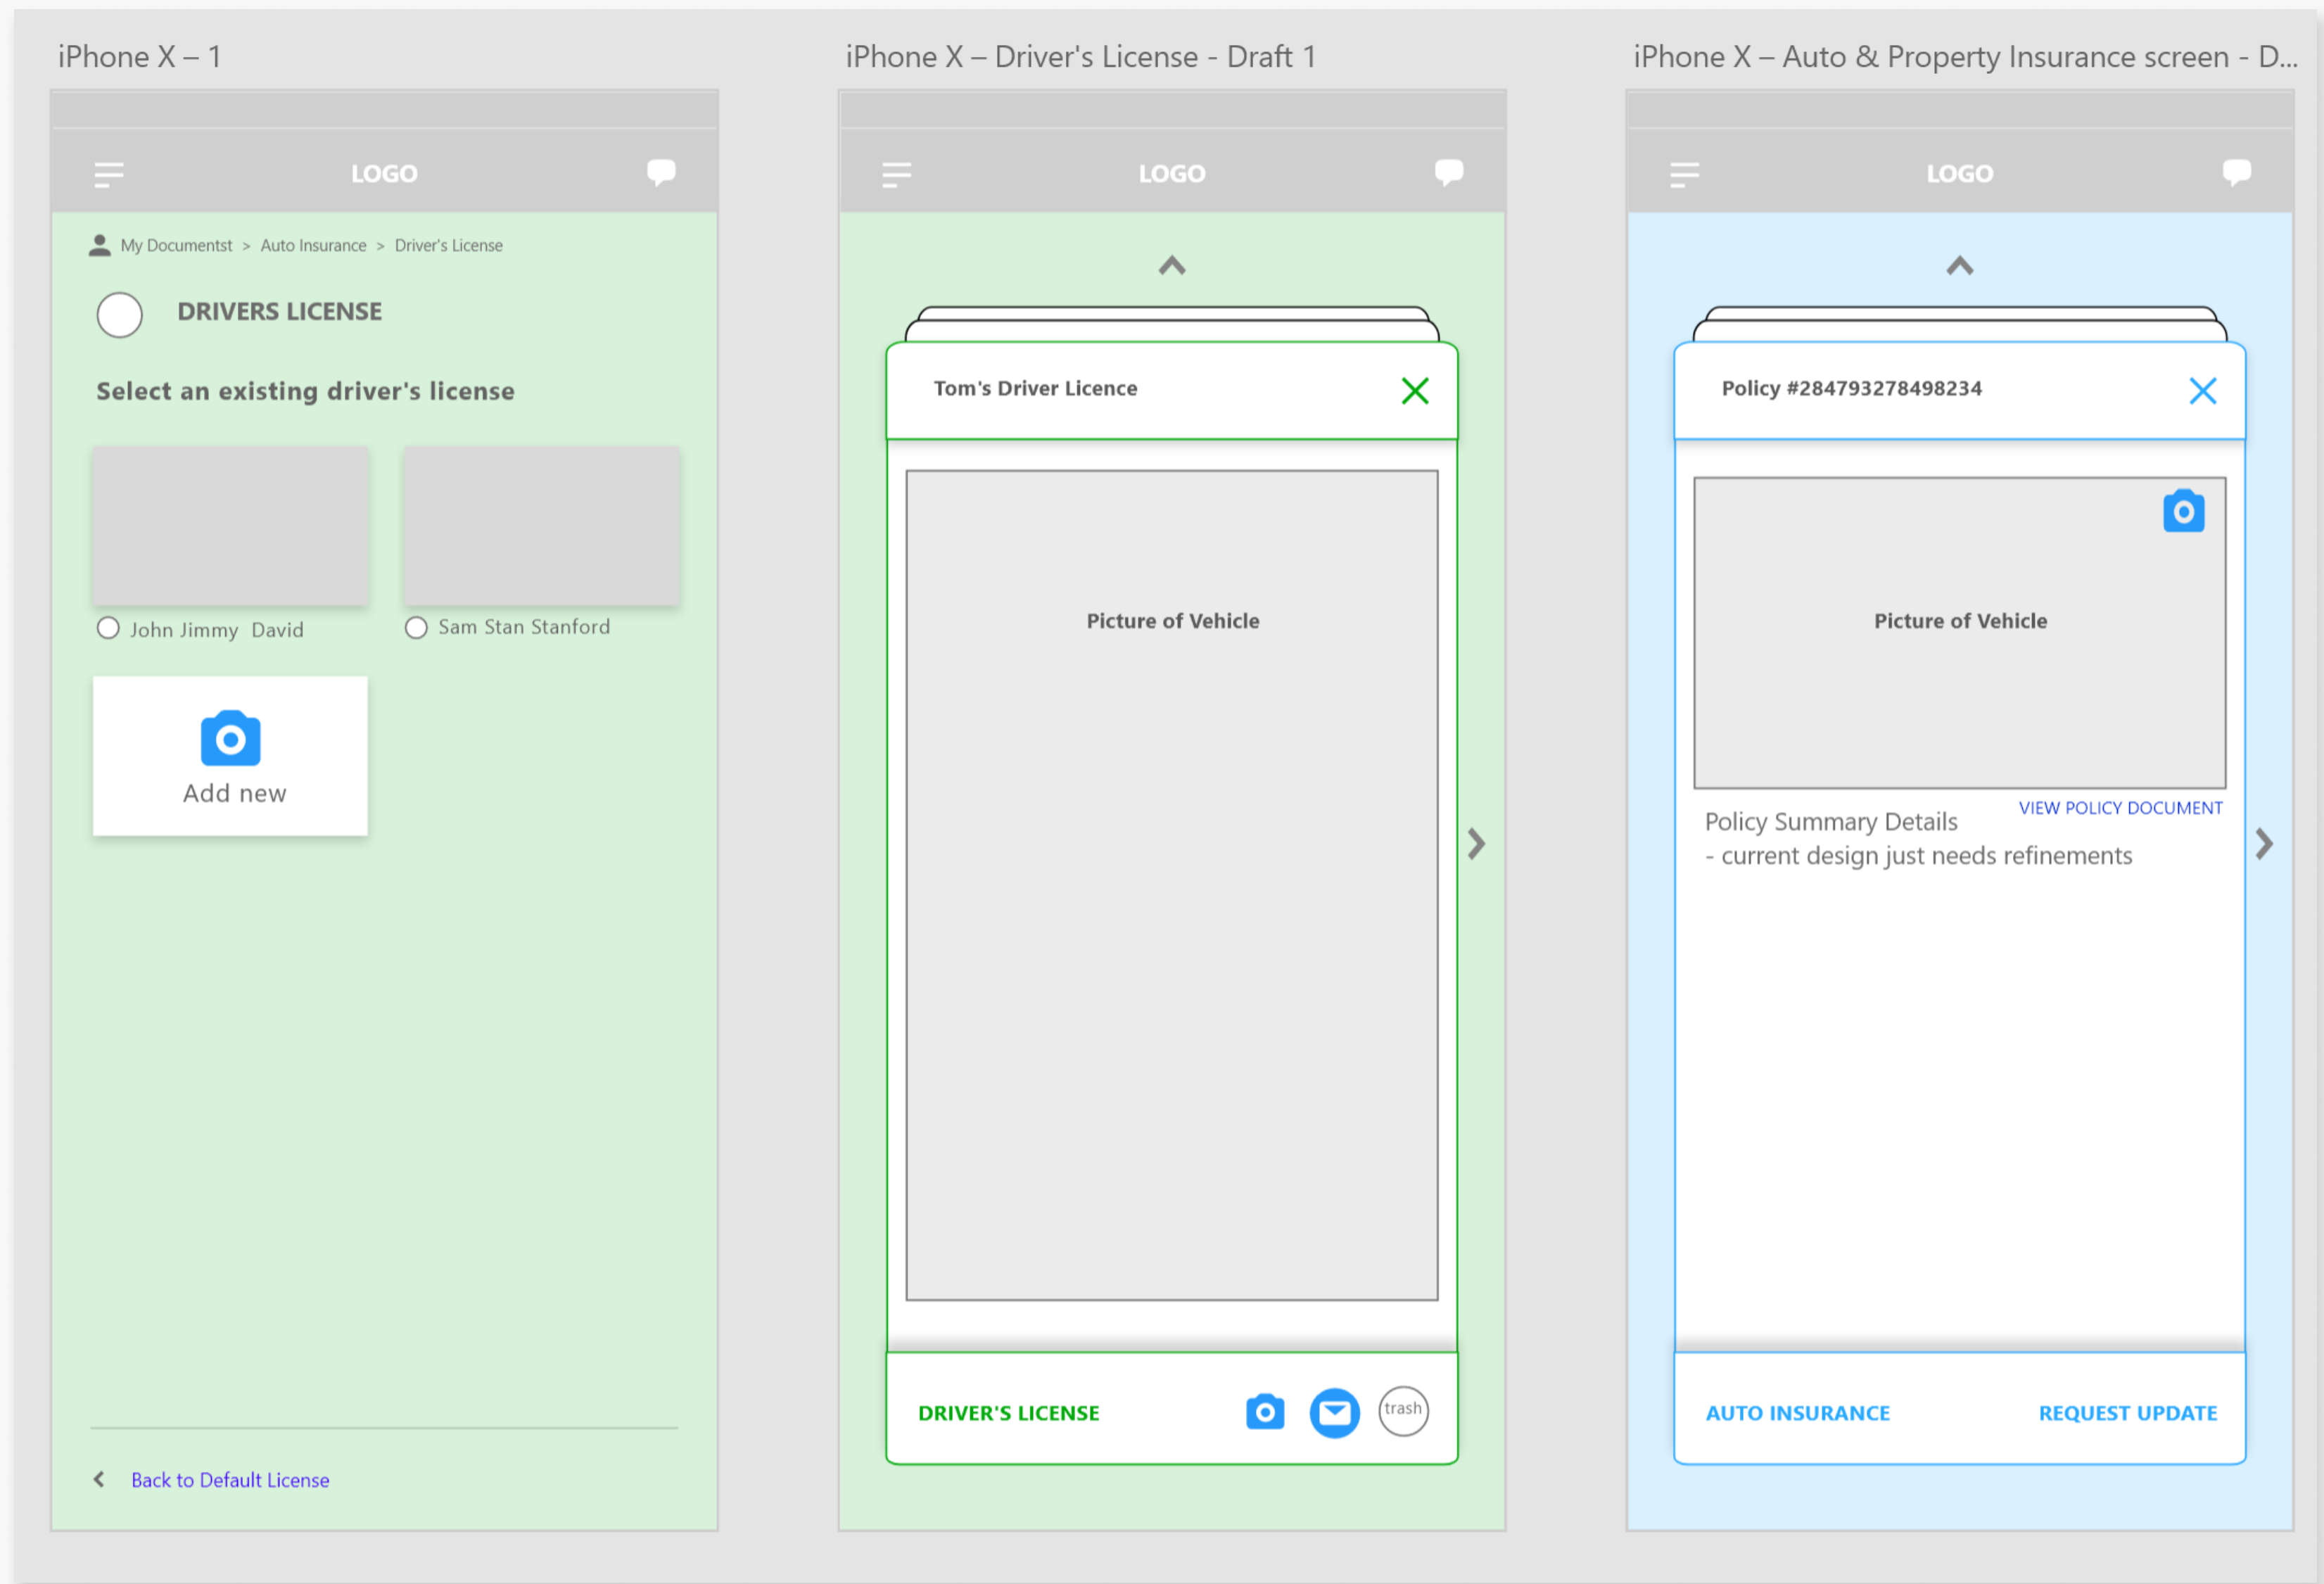 iPhone X – 1
LOGO
My Documentst > Auto Insurance > Driver's License
DRIVERS LICENSE
Select an existing driver's license
John Jimmy David
Sam Stan Stanford
Add new
Back to Default License
iPhone X – Driver's License - Draft 1
LOGO
Tom's Driver Licence
Picture of Vehicle
DRIVER'S LICENSE
trash
iPhone X – Auto & Property Insurance screen - D...
LOGO
Policy #284793278498234
Picture of Vehicle
VIEW POLICY DOCUMENT
Policy Summary Details
- current design just needs refinements
AUTO INSURANCE
REQUEST UPDATE